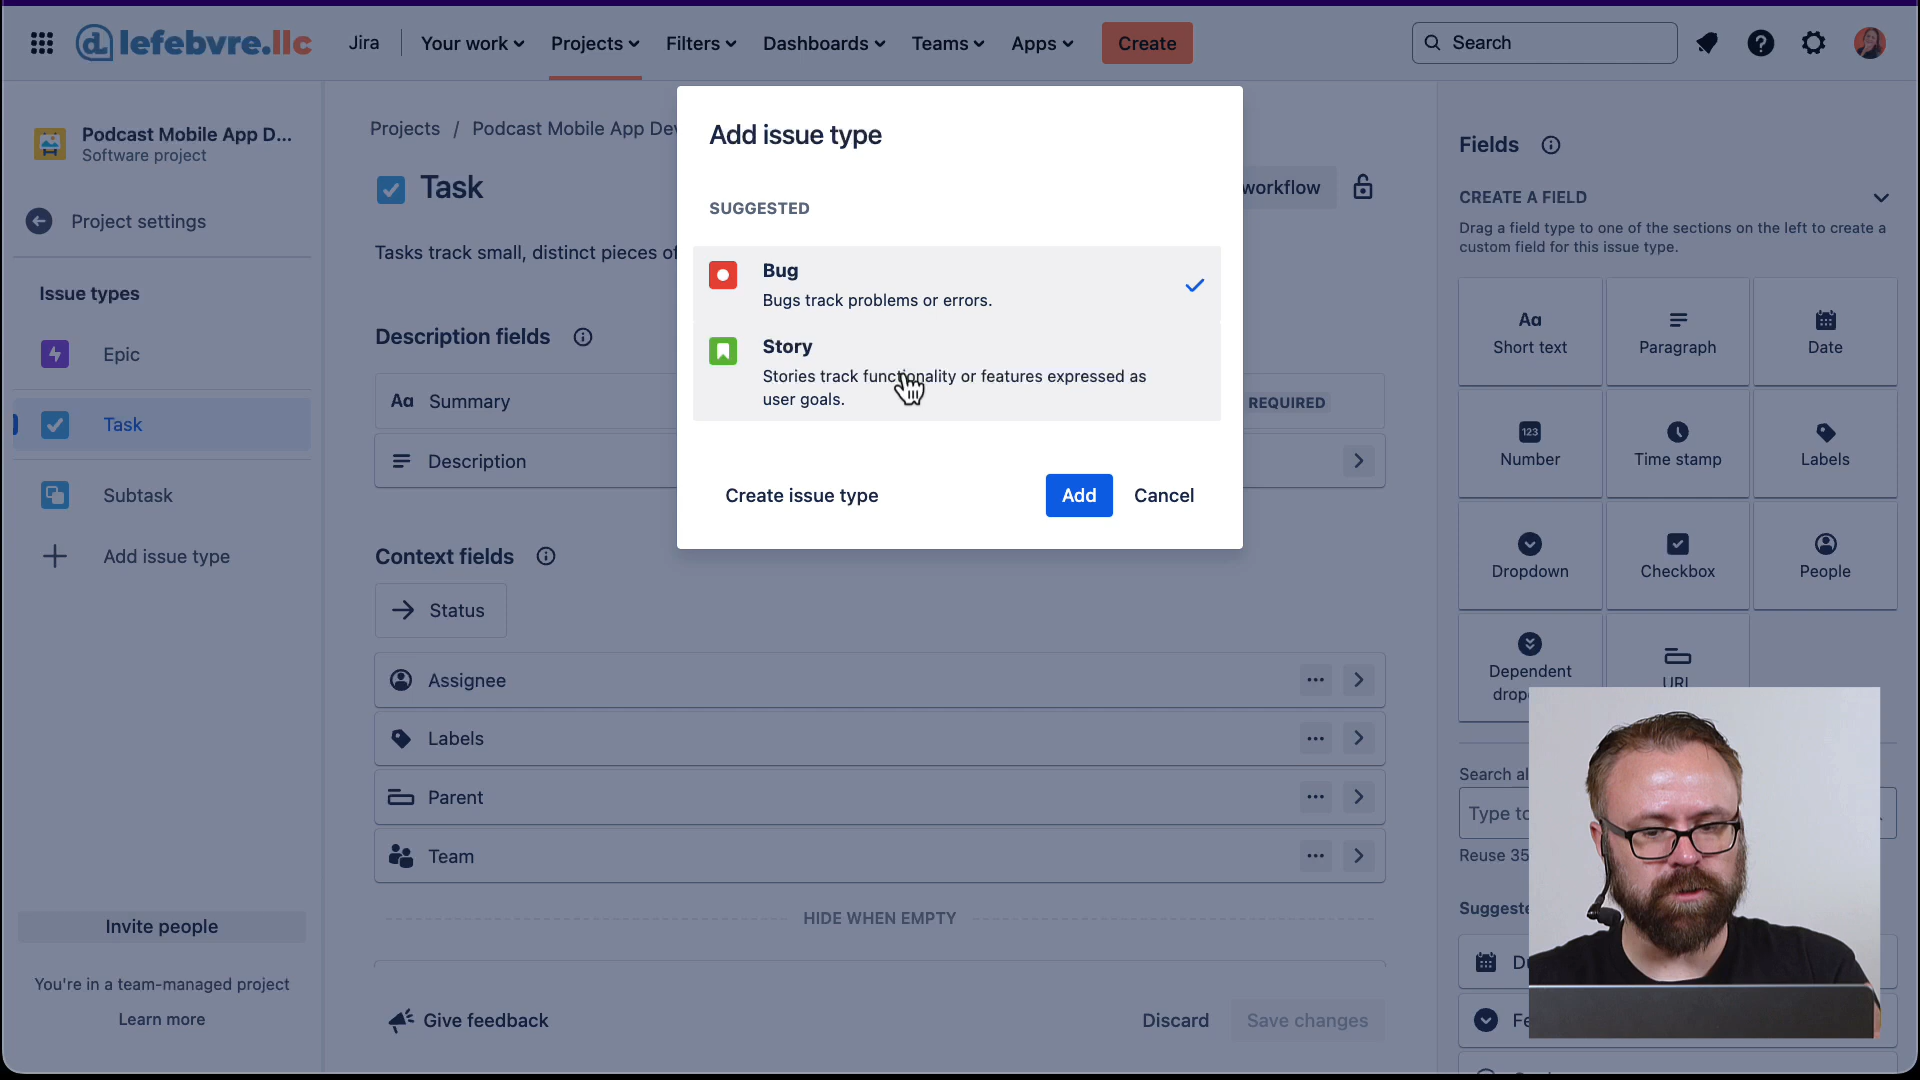 lefebvre.llc
Jira
Your work
Projects
Filters
Dashboards
Teams
Apps
Create
Search
Podcast Mobile App D...
Software project
Project settings
Issue types
Epic
Task
Subtask
Add issue type
Invite people
You're in a team-managed project
Learn more
Projects / Podcast Mobile App Dev
Task
workflow
Tasks track small, distinct pieces of
Description fields
Aa Summary
REQUIRED
Description
Context fields
Status
Assignee
Labels
Parent
Team
HIDE WHEN EMPTY
Give feedback
Discard
Save changes
Add issue type
SUGGESTED
Bug
Bugs track problems or errors.
Story
Stories track functionality or features expressed as
user goals.
Create issue type
Add
Cancel
Fields
CREATE A FIELD
Drag a field type to one of the sections on the left to create a
custom field for this issue type.
Aa
Short text
Paragraph
Date
123
Number
Time stamp
Labels
Dropdown
Checkbox
People
Dependent
URL
Reuse 35